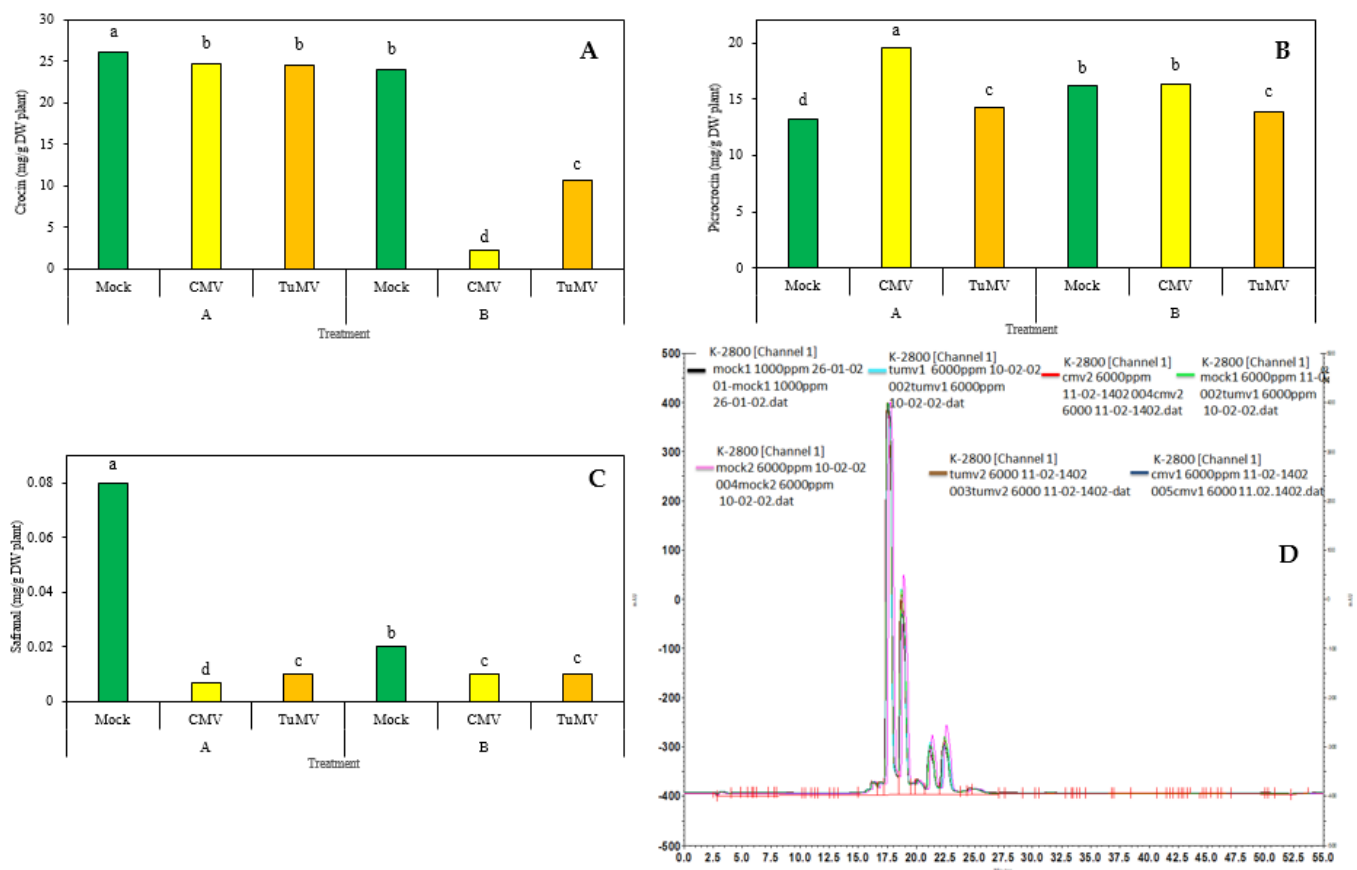 30
25
20
15
10
5
0
Crocin (mg/g DW plant)
a
b
b
b
d
c
A
Mock
CMV
TuMV
Mock
CMV
TuMV
A
B
Treatment
20
15
10
5
0
Picrocrocin (mg/g DW plant)
d
a
c
b
b
c
B
Mock
CMV
TuMV
Mock
CMV
TuMV
A
B
Treatment
0.08
0.06
0.04
0.02
0
Safranal (mg/g DW plant)
a
d
c
b
c
c
C
Mock
CMV
TuMV
Mock
CMV
TuMV
A
B
Treatment
K-2800 [Channel 1]
mock1 1000ppm 26-01-02
01-mock1 1000ppm
26-01-02.dat
K-2800 [Channel 1]
tumv1 6000ppm 10-02-02
002tumv1 6000ppm
10-02-02-dat
K-2800 [Channel 1]
cmv2 6000ppm
11-02-1402 004cmv2
6000 11-02-1402.dat
K-2800 [Channel 1]
mock1 6000ppm 11-0
002tumv1 6000ppm
10-02-02.dat
K-2800 [Channel 1]
mock2 6000ppm 10-02-02
004mock2 6000ppm
10-02-02.dat
K-2800 [Channel 1]
tumv2 6000 11-02-1402
003tumv2 6000 11-02-1402-dat
K-2800 [Channel 1]
cmv1 6000ppm 11-02-1402
005cmv1 6000 11.02.1402.dat
D
500
400
300
200
100
0
-100
-200
-300
-400
-500
0.0 2.5 5.0 7.5 10.0 12.5 15.0 17.5 20.0 22.5 25.0 27.5 30.0 32.5 35.0 37.5 40.0 42.5 45.0 47.5 50.0 52.5 55.0